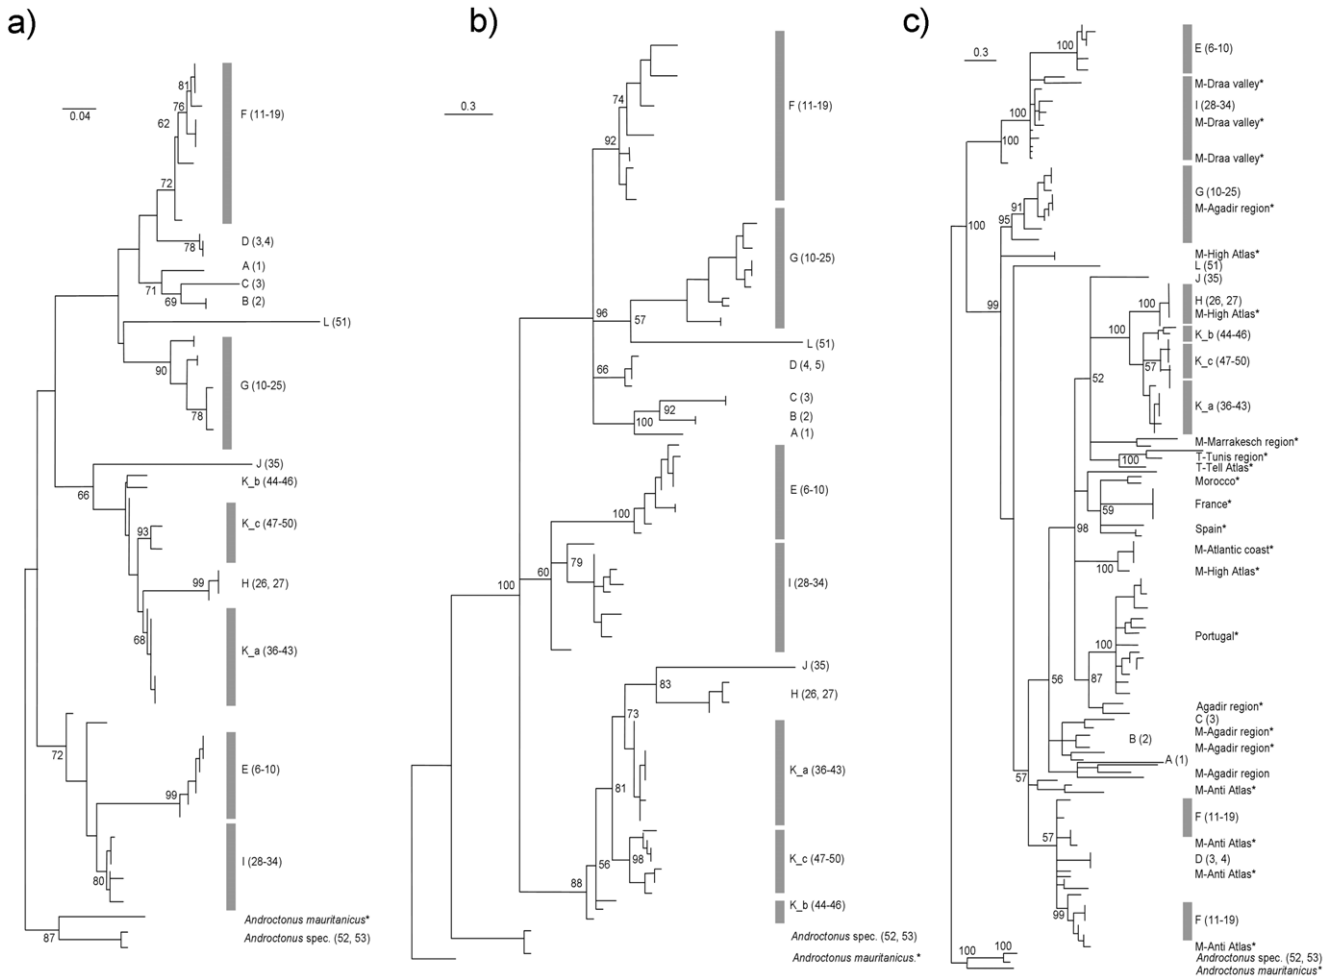 a)
0.04
81
76
62
F (11-19)
72
D (3,4)
78
A (1)
71
C (3)
69
B (2)
L (51)
90
G (10-25)
78
J (35)
66
K_b (44-46)
93
K_c (47-50)
99
H (26, 27)
68
K_a (36-43)
72
E (6-10)
99
I (28-34)
80
Androctonus mauritanicus*
87
Androctonus spec. (52, 53)
b)
0.3
74
F (11-19)
92
G (10-25)
96
57
L (51)
D (4, 5)
66
C (3)
92
B (2)
100
A (1)
E (6-10)
100
79
60
100
I (28-34)
J (35)
83
H (26, 27)
73
K_a (36-43)
81
98
K_c (47-50)
56
88
K_b (44-46)
Androctonus spec. (52, 53)
Androctonus mauritanicus.*
c)
0.3
100
E (6-10)
M-Draa valley*
I (28-34)
100
M-Draa valley*
100
M-Draa valley*
G (10-25)
91
M-Agadir region*
95
100
M-High Atlas*
L (51)
J (35)
99
100
H (26, 27)
M-High Atlas*
100
K_b (44-46)
57
K_c (47-50)
52
K_a (36-43)
M-Marrakesch region*
100
T-Tunis region*
T-Tell Atlas*
Morocco*
59
France*
98
Spain*
M-Atlantic coast*
100
M-High Atlas*
Portugal*
100
56
87
Agadir region*
C (3)
M-Agadir region*
B (2)
M-Agadir region*
A (1)
57
M-Agadir region
M-Anti Atlas*
F (11-19)
57
M-Anti Atlas*
D (3, 4)
M-Anti Atlas*
99
F (11-19)
M-Anti Atlas*
100
100
Androctonus spec. (52, 53)
Androctonus mauritanicus*